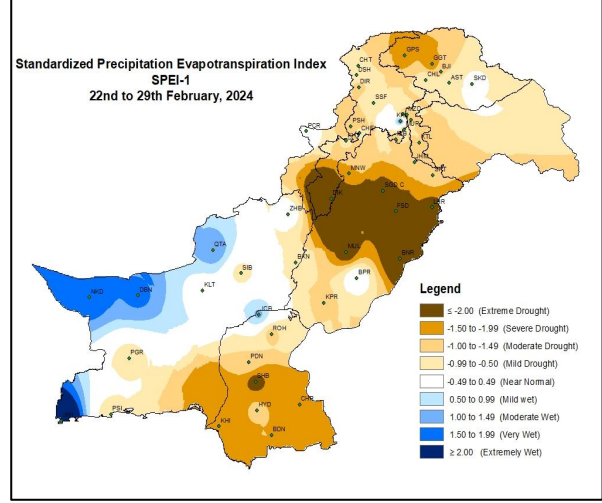 Standardized Precipitation Evapotranspiration Index
SPEI-1
22nd to 29th February, 2024
GPS
CHT
GGT
BJI
DSH
CHL
AST
SKD
DIR
SSF
MZD
PSH
PCR
CHE
KTL
JHM
MNW
SGD C
DIK
FSD
ZHB
QTA
MUL
BNR
BKN
SIB
BPR
NKD
DBN
KLT
KPR
ROH
PGR
PDN
SHB
PSI
HYD
CHR
KHI
BDN
Legend
≤ -2.00 (Extreme Drought)
-1.50 to -1.99 (Severe Drought)
-1.00 to -1.49 (Moderate Drought)
-0.99 to -0.50 (Mild Drought)
-0.49 to 0.49 (Near Normal)
0.50 to 0.99 (Mild wet)
1.00 to 1.49 (Moderate Wet)
1.50 to 1.99 (Very Wet)
≥ 2.00 (Extremely Wet)